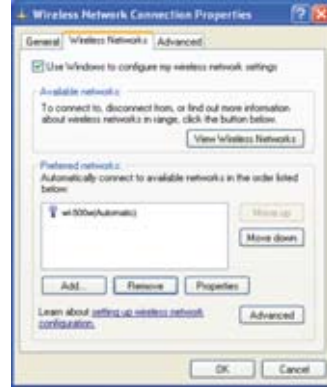 Wireless Network Connection Properties
General Wireless Networks Advanced
Use Windows to configure my wireless network settings
Available networks:
To connect to, disconnect from, or find out more information
about wireless networks in range, click the button below.
View Wireless Networks
Preferred networks:
Automatically connect to available networks in the order listed
below:
(Automatic)
Move up
Move down
Add... Remove Properties
Learn about setting up wireless network
configuration.
Advanced
OK Cancel